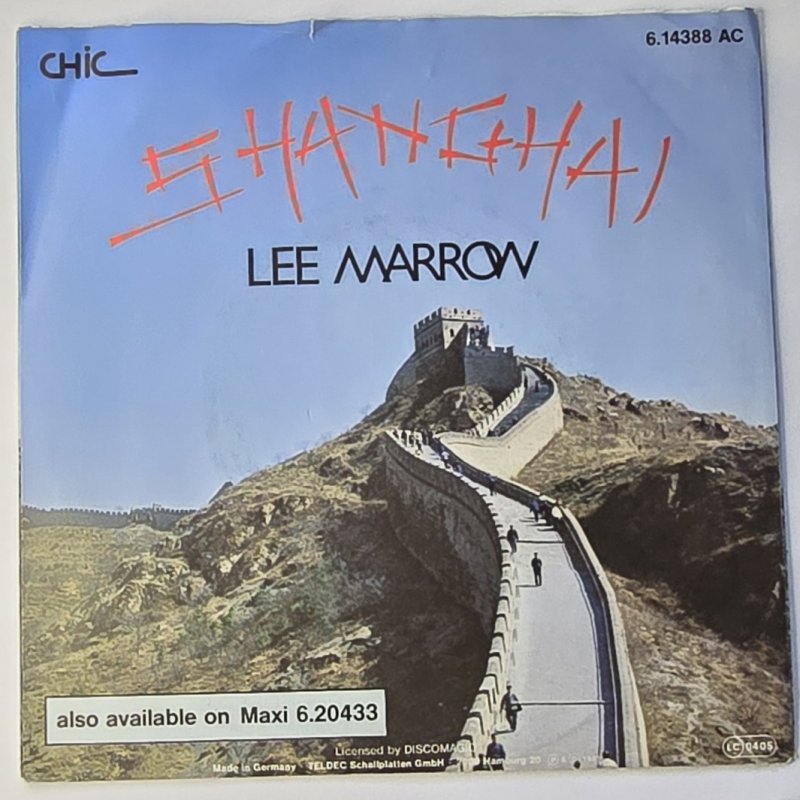 CHIC
6.14388 AC
SHANGHAI
LEE MARROW
also available on Maxi 6.20433
Licensed by DISCOMAGIC
LC 0405
Made in Germany · TELDEC Schallplatten GmbH · Hamburg 20